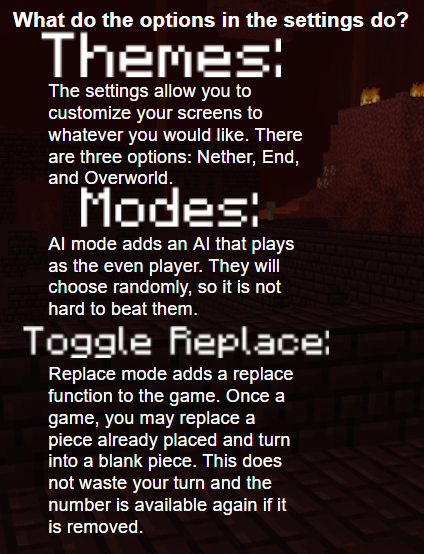 What do the options in the settings do?
Themes:
The settings allow you to
customize your screens to
whatever you would like. There
are three options: Nether, End,
and Overworld.
Modes:
AI mode adds an AI that plays
as the even player. They will
choose randomly, so it is not
hard to beat them.
Toggle Replace:
Replace mode adds a replace
function to the game. Once a
game, you may replace a
piece already placed and turn
into a blank piece. This does
not waste your turn and the
number is available again if it
is removed.